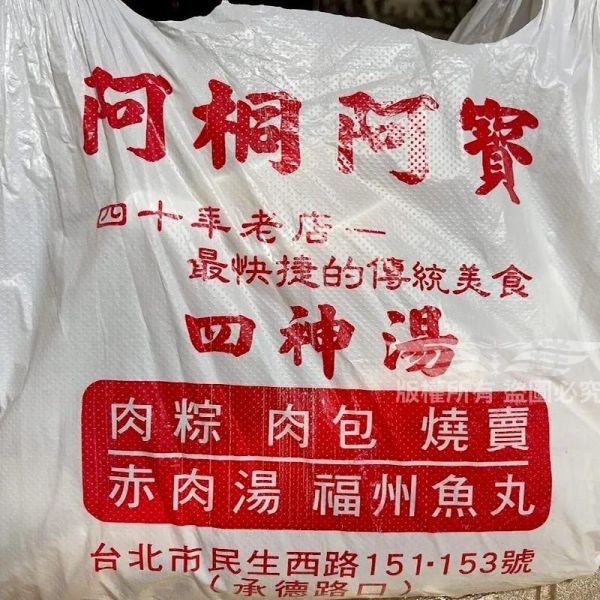 阿桐阿寶
四十年老店—
最快捷的傳統美食
四神湯
肉粽 肉包 燒賣
赤肉湯 福州魚丸
台北市民生西路151·153號
(承德路口)
版權所有 盜圖必究